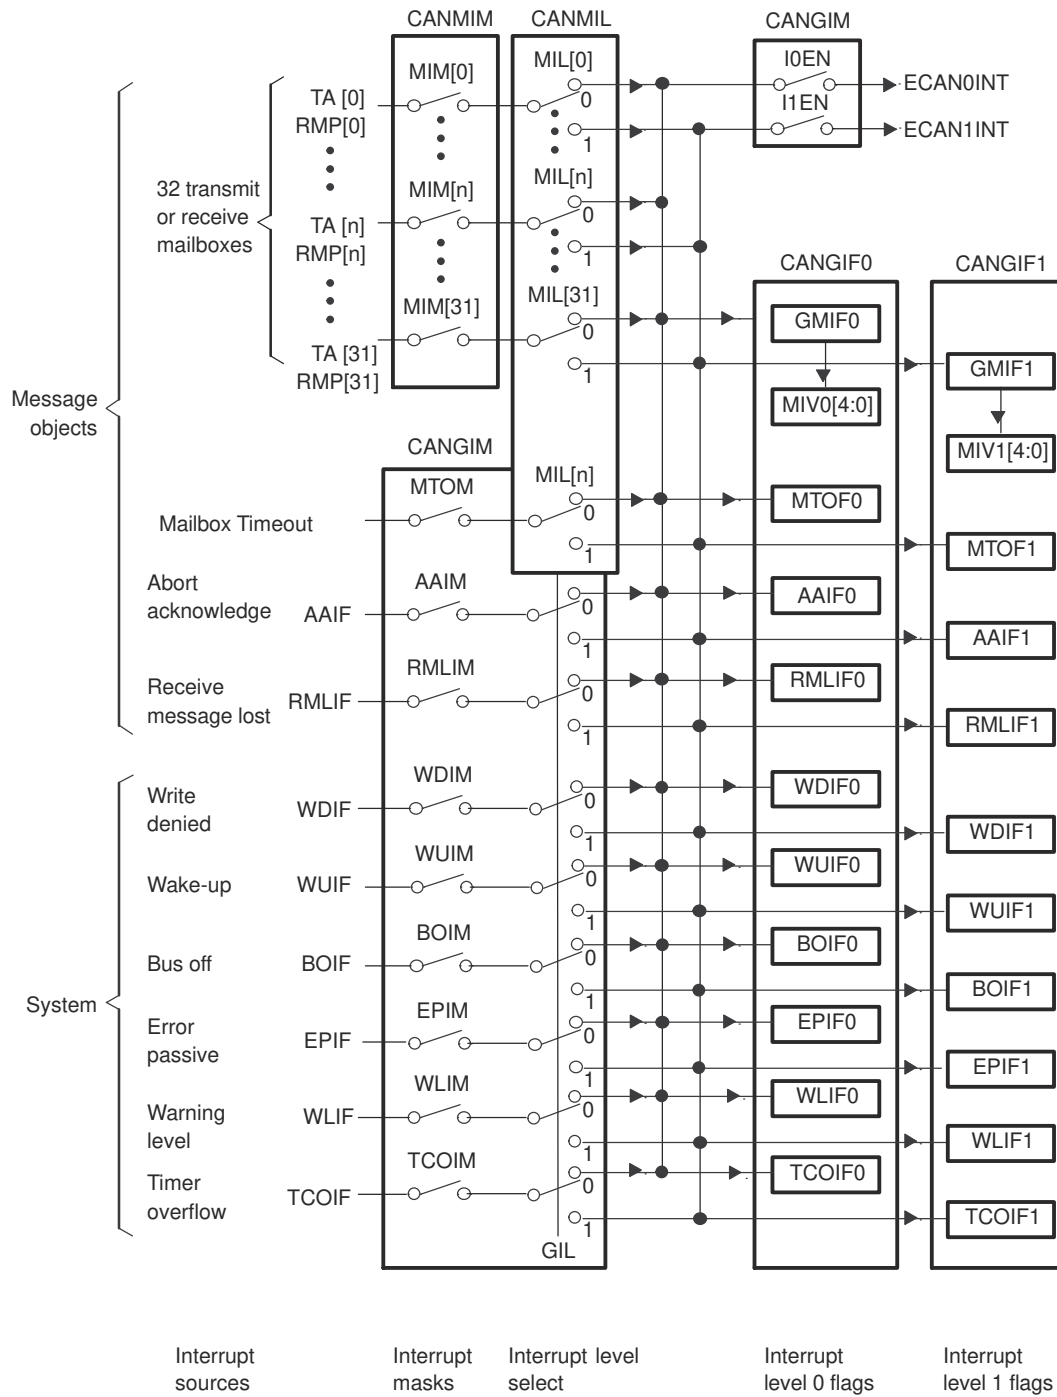 CANMIM
CANMIL
CANGIM
MIM[0]
MIL[0]
I0EN
ECAN0INT
TA [0]
RMP[0]
0
I1EN
1
ECAN1INT
32 transmit
or receive
mailboxes
MIM[n]
MIL[n]
TA [n]
RMP[n]
0
1
CANGIF0
CANGIF1
MIM[31]
MIL[31]
0
GMIF0
TA [31]
RMP[31]
1
GMIF1
Message
objects
MIV0[4:0]
MIV1[4:0]
CANGIM
MTOM
MIL[n]
Mailbox Timeout
0
MTOF0
1
MTOF1
Abort
acknowledge
AAIF
AAIM
0
AAIF0
1
AAIF1
Receive
message lost
RMLIF
RMLIM
0
RMLIF0
1
RMLIF1
Write
denied
WDIF
WDIM
0
WDIF0
1
WDIF1
Wake-up
WUIF
WUIM
0
WUIF0
1
WUIF1
System
Bus off
BOIF
BOIM
0
BOIF0
1
BOIF1
Error
passive
EPIF
EPIM
0
EPIF0
1
EPIF1
Warning
level
WLIF
WLIM
0
WLIF0
1
WLIF1
Timer
overflow
TCOIF
TCOIM
0
TCOIF0
1
TCOIF1
GIL
Interrupt
sources
Interrupt
masks
Interrupt level
select
Interrupt
level 0 flags
Interrupt
level 1 flags